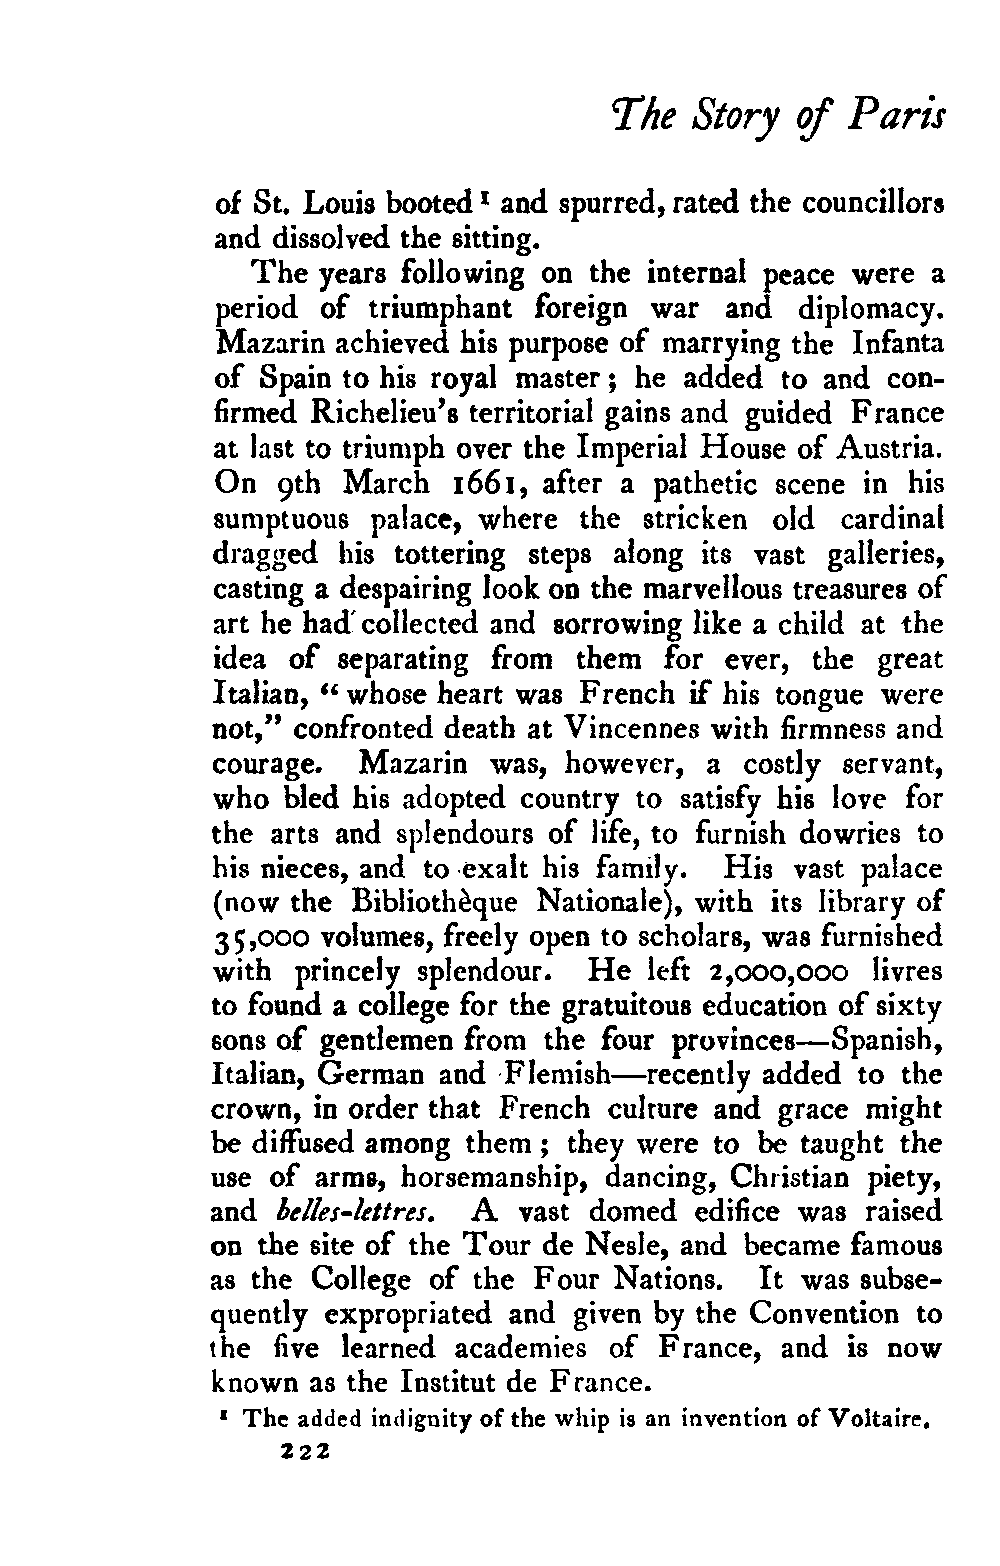 The Story of Paris
of St. Louis booted ¹ and spurred, rated the councillors
and dissolved the sitting.
The years following on the internal peace were a
period of triumphant foreign war and diplomacy.
Mazarin achieved his purpose of marrying the Infanta
of Spain to his royal master ; he added to and con-
firmed Richelieu's territorial gains and guided France
at last to triumph over the Imperial House of Austria.
On 9th March 1661, after a pathetic scene in his
sumptuous palace, where the stricken old cardinal
dragged his tottering steps along its vast galleries,
casting a despairing look on the marvellous treasures of
art he had collected and sorrowing like a child at the
idea of separating from them for ever, the great
Italian, “ whose heart was French if his tongue were
not,” confronted death at Vincennes with firmness and
courage. Mazarin was, however, a costly servant,
who bled his adopted country to satisfy his love for
the arts and splendours of life, to furnish dowries to
his nieces, and to exalt his family. His vast palace
(now the Bibliothèque Nationale), with its library of
35,000 volumes, freely open to scholars, was furnished
with princely splendour. He left 2,000,000 livres
to found a college for the gratuitous education of sixty
sons of gentlemen from the four provinces—Spanish,
Italian, German and Flemish—recently added to the
crown, in order that French culture and grace might
be diffused among them ; they were to be taught the
use of arms, horsemanship, dancing, Christian piety,
and belles-lettres. A vast domed edifice was raised
on the site of the Tour de Nesle, and became famous
as the College of the Four Nations. It was subse-
quently expropriated and given by the Convention to
the five learned academies of France, and is now
known as the Institut de France.
¹ The added indignity of the whip is an invention of Voltaire.
222